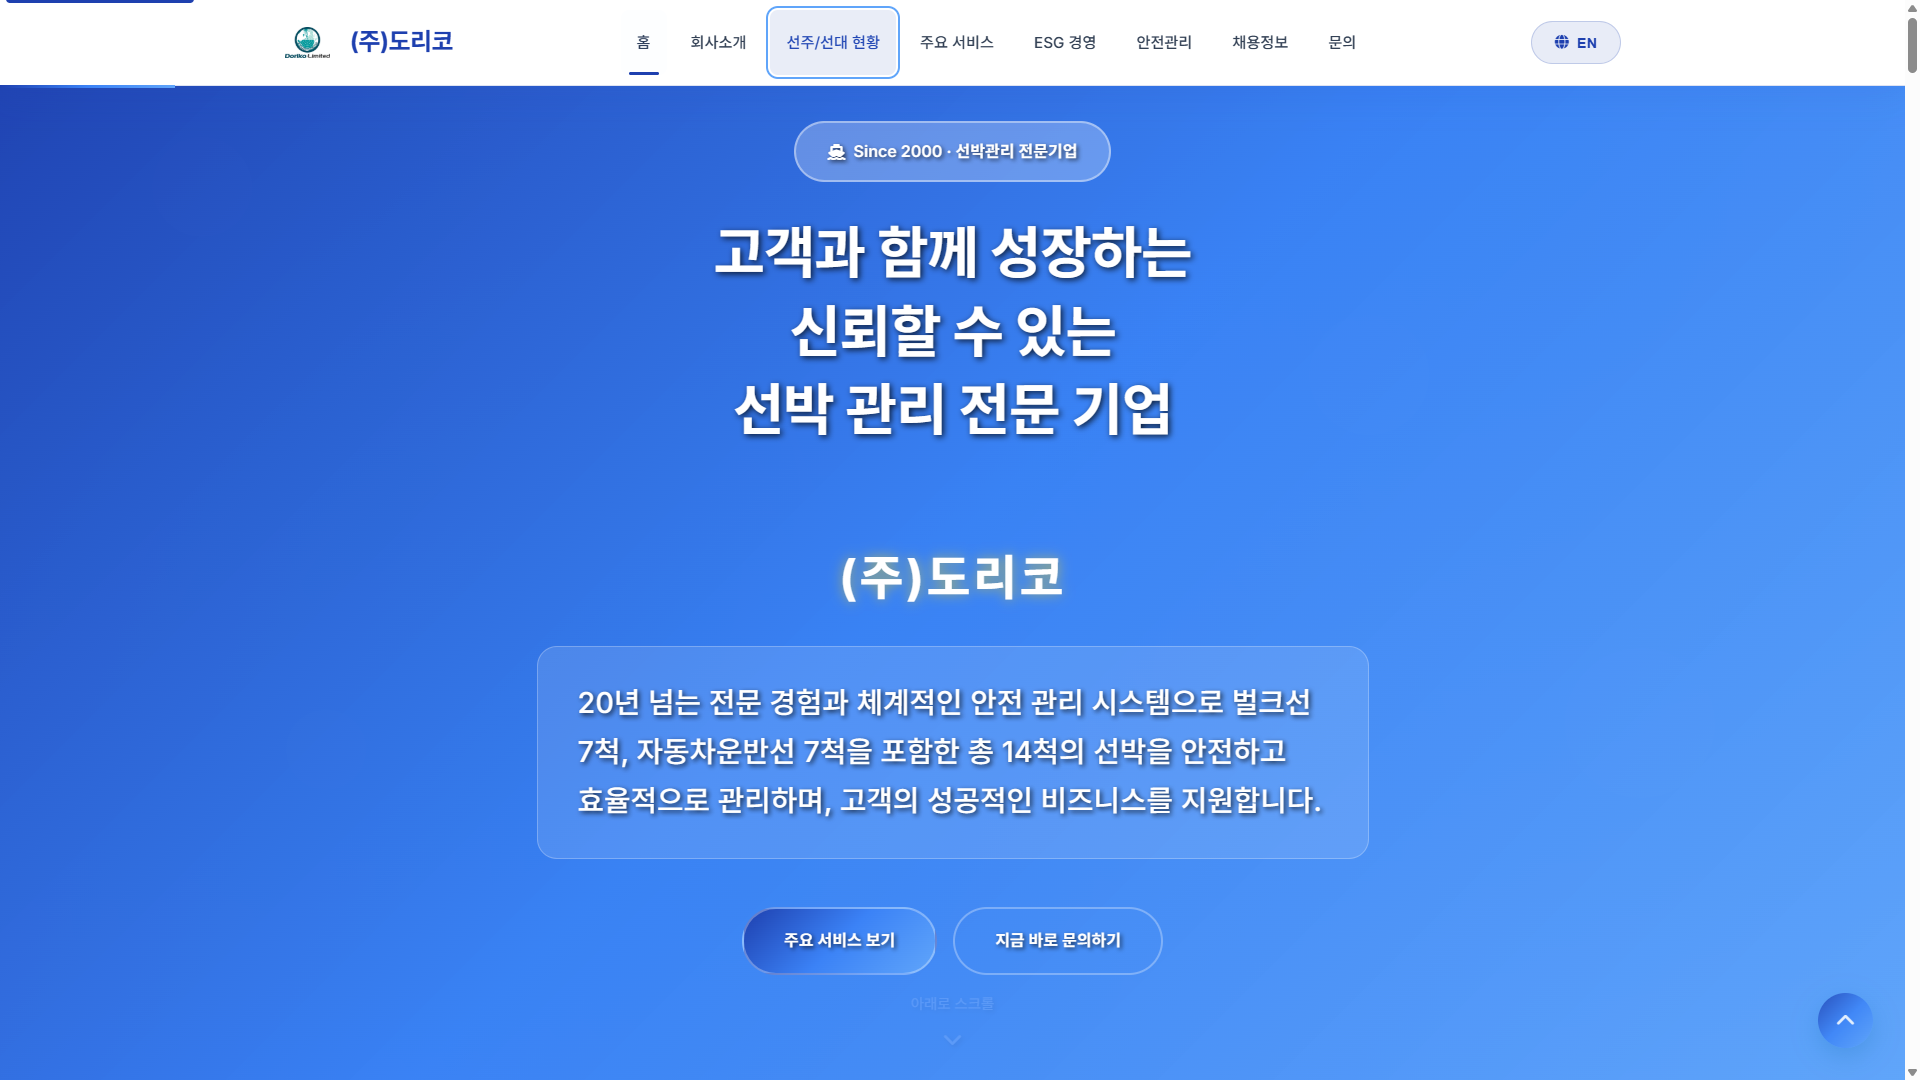 Doriko Limited
(주)도리코
홈
회사소개
선주/선대 현황
주요 서비스
ESG 경영
안전관리
채용정보
문의
EN
Since 2000 · 선박관리 전문기업
고객과 함께 성장하는
신뢰할 수 있는
선박 관리 전문 기업
(주)도리코
20년 넘는 전문 경험과 체계적인 안전 관리 시스템으로 벌크선
7척, 자동차운반선 7척을 포함한 총 14척의 선박을 안전하고
효율적으로 관리하며, 고객의 성공적인 비즈니스를 지원합니다.
주요 서비스 보기
지금 바로 문의하기
아래로 스크롤